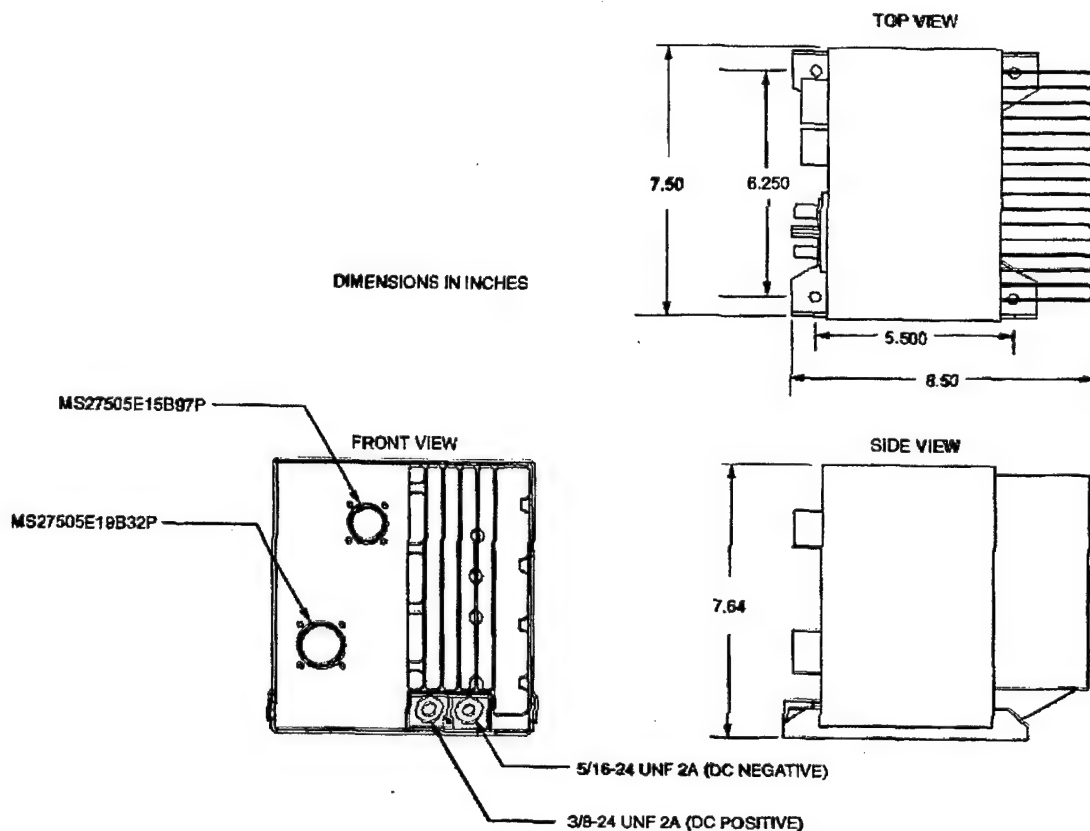 TOP VIEW
7.50
6.250
DIMENSIONS IN INCHES
5.500
8.50
MS27505E15B97P
FRONT VIEW
SIDE VIEW
MS27505E19B32P
7.64
5/16-24 UNF 2A (DC NEGATIVE)
3/8-24 UNF 2A (DC POSITIVE)